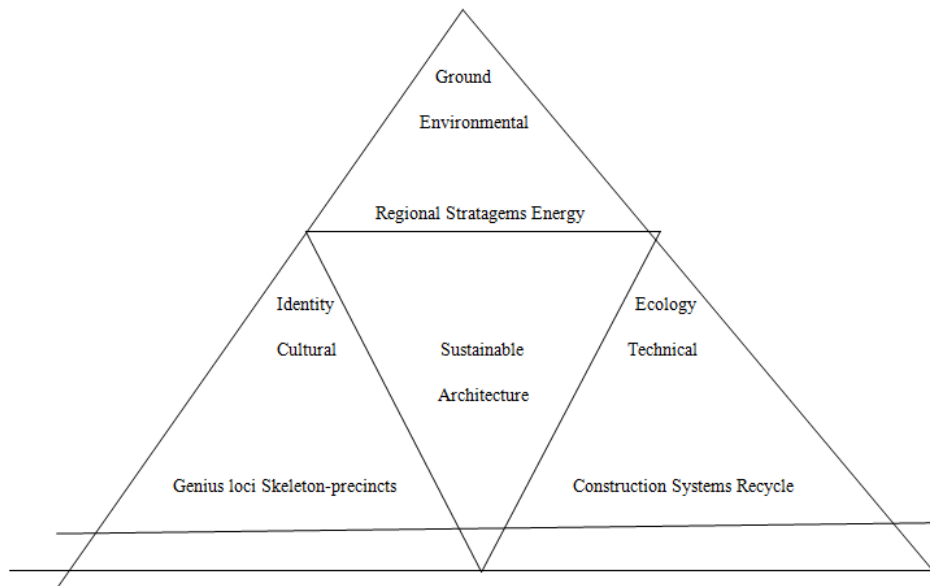 Ground
Environmental
Regional Stratagems Energy
Identity
Cultural
Sustainable
Architecture
Ecology
Technical
Genius loci Skeleton-precincts
Construction Systems Recycle